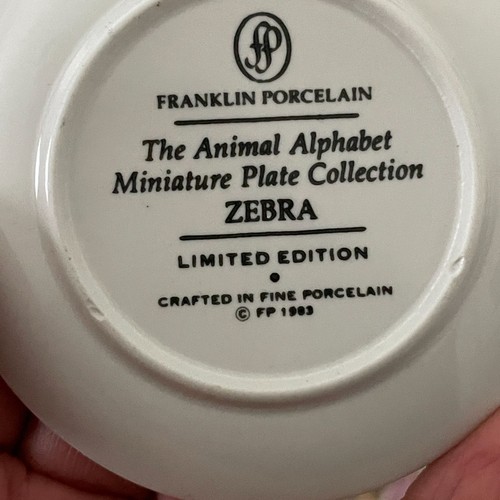 FP
FRANKLIN PORCELAIN
The Animal Alphabet
Miniature Plate Collection
ZEBRA
LIMITED EDITION
CRAFTED IN FINE PORCELAIN
© FP 1983